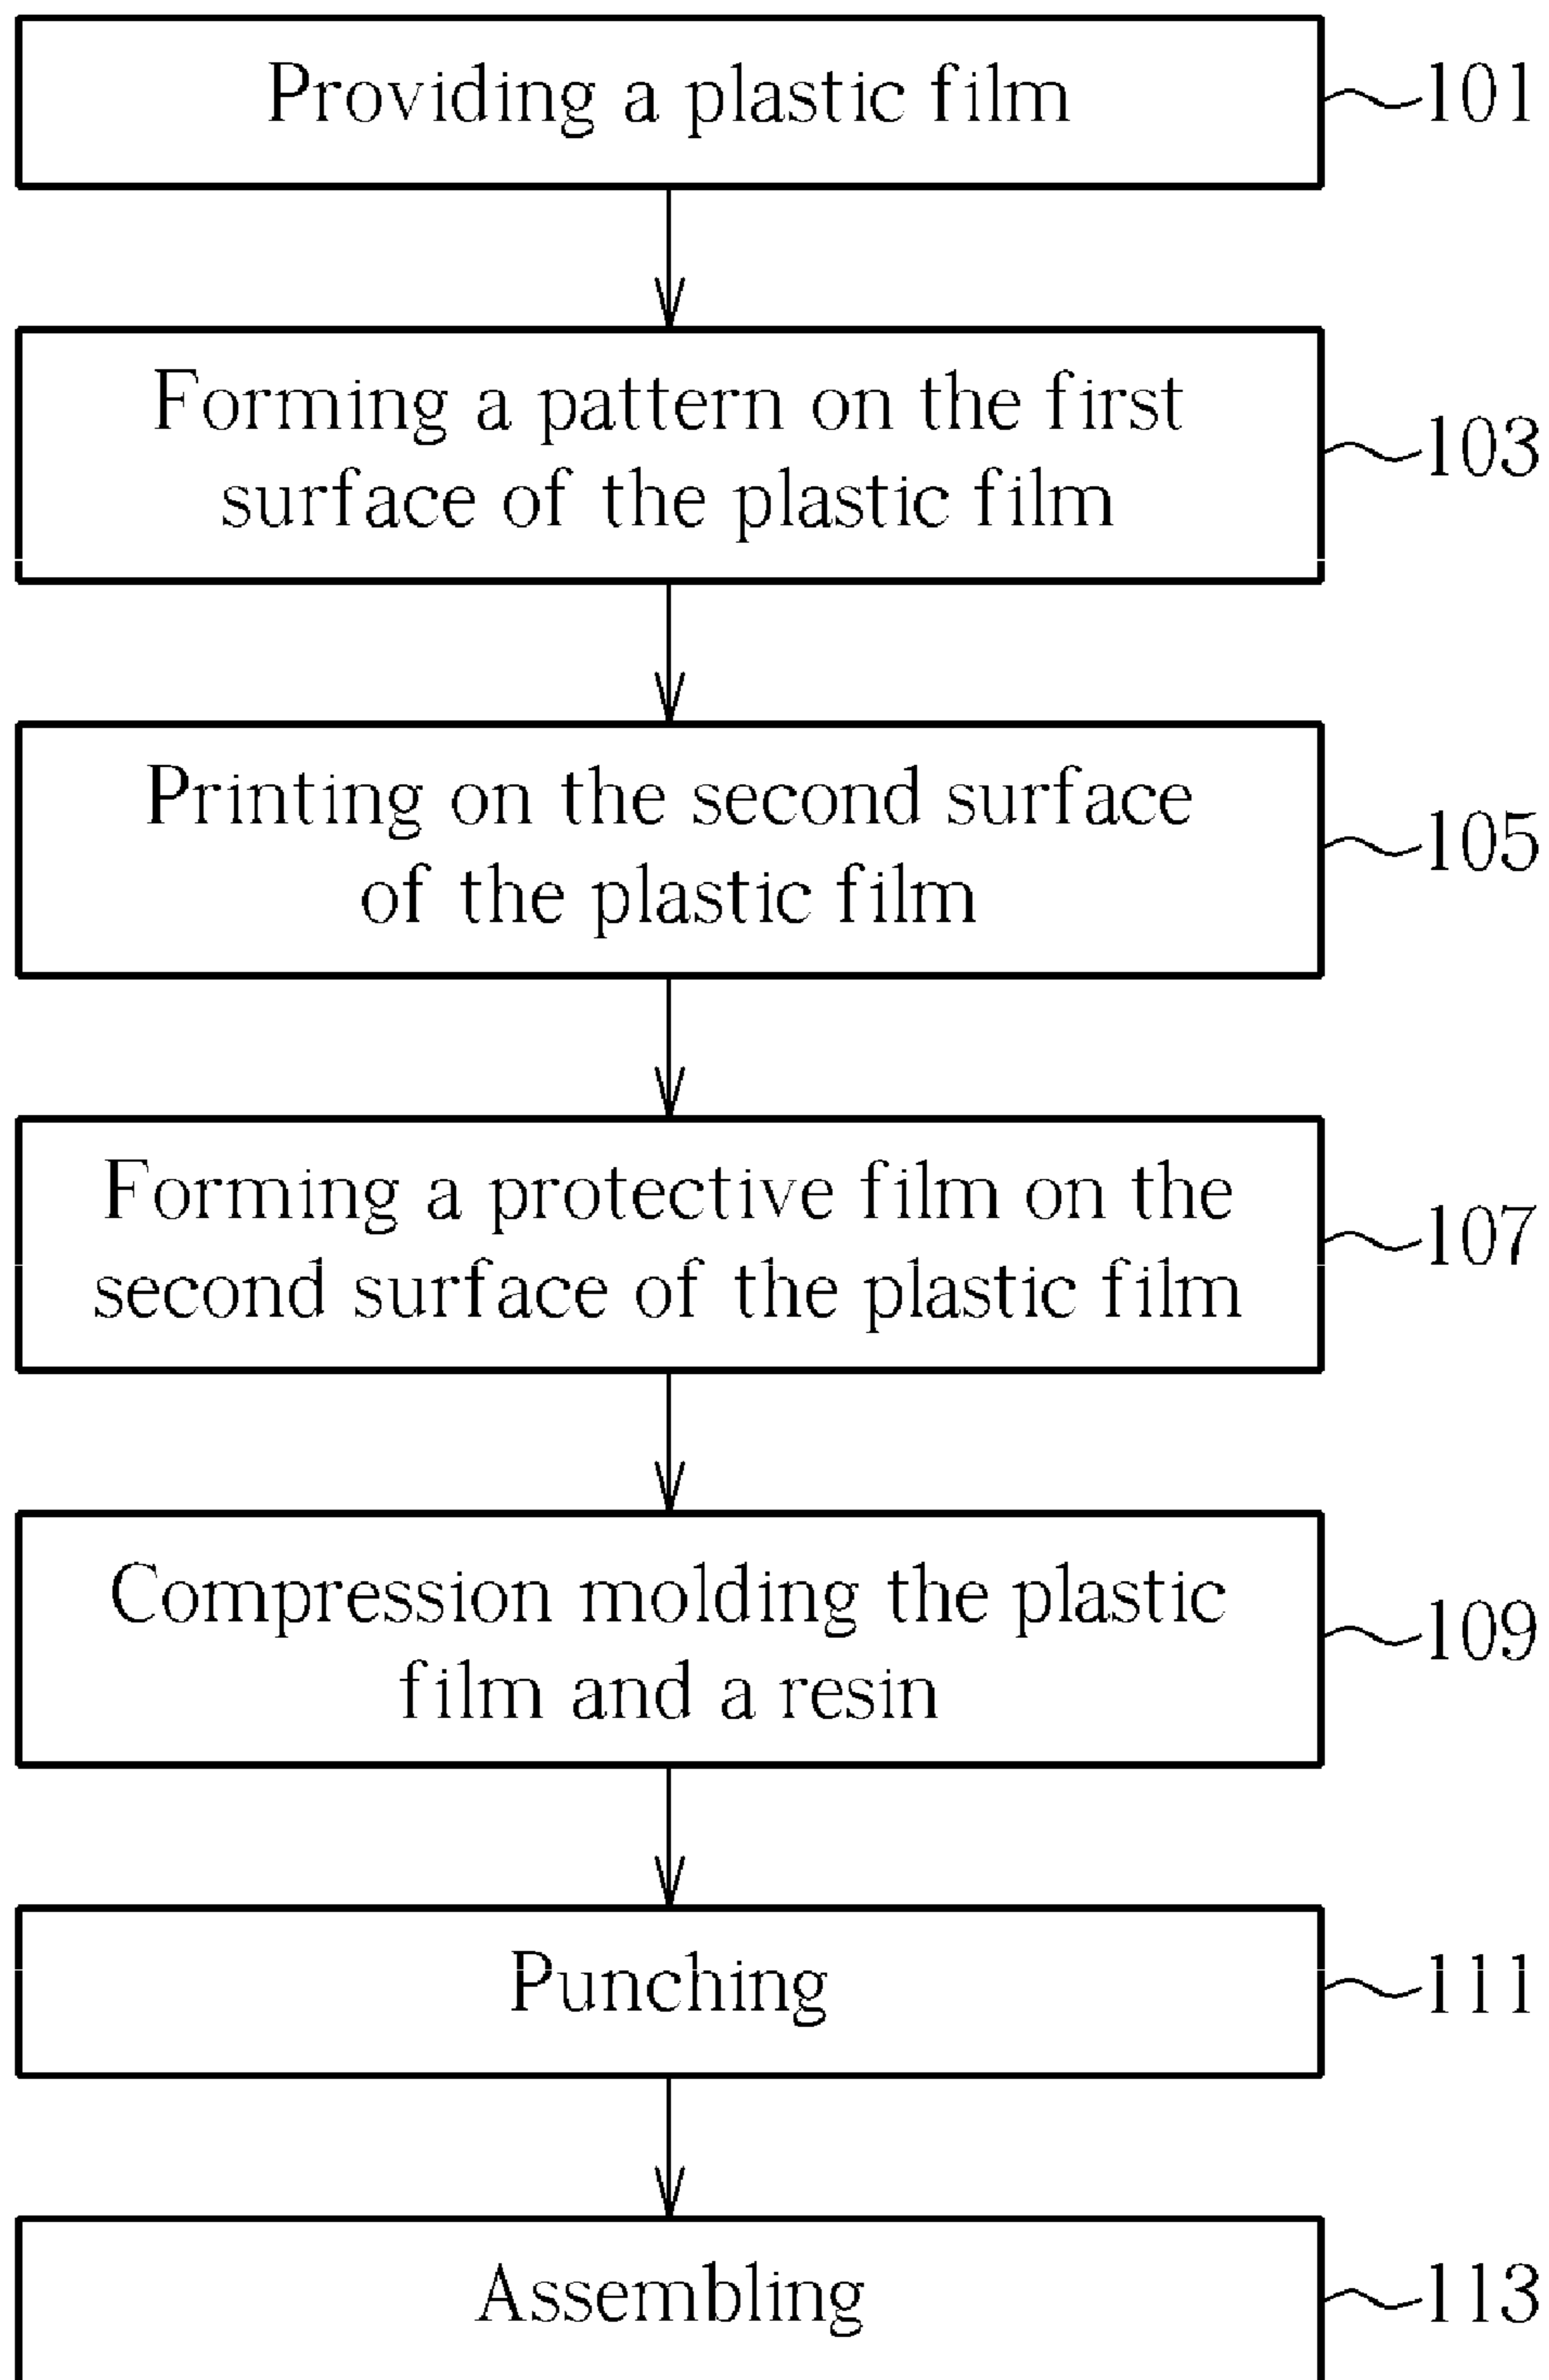 Providing a plastic film
101
Forming a pattern on the first
surface of the plastic film
103
Printing on the second surface
of the plastic film
105
Forming a protective film on the
second surface of the plastic film
107
Compression molding the plastic
film and a resin
109
Punching
111
Assembling
113